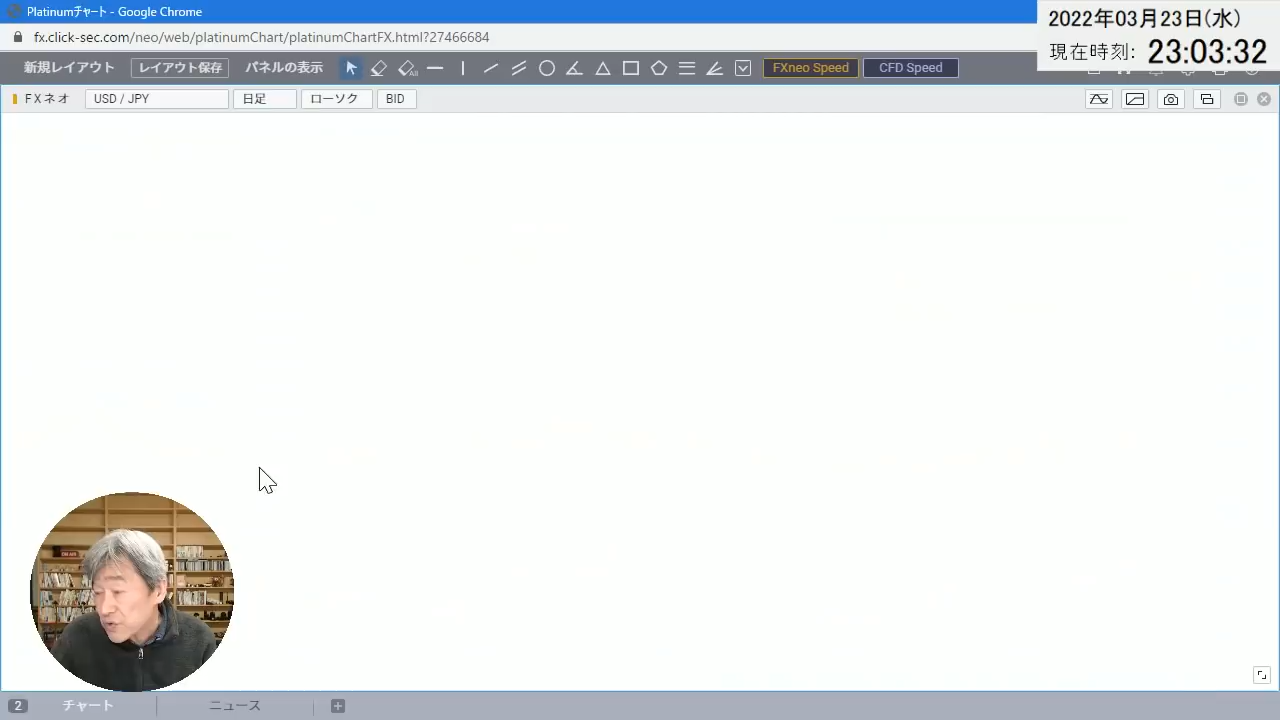 Platinumチャート - Google Chrome
2022年03月23日(水)
fx.click-sec.com/neo/web/platinumChart/platinumChartFX.html?27466684
現在時刻: 23:03:32
新規レイアウト レイアウト保存 パネルの表示 FXneo Speed CFD Speed
FXネオ USD / JPY 日足 ローソク BID
2 チャート ニュース